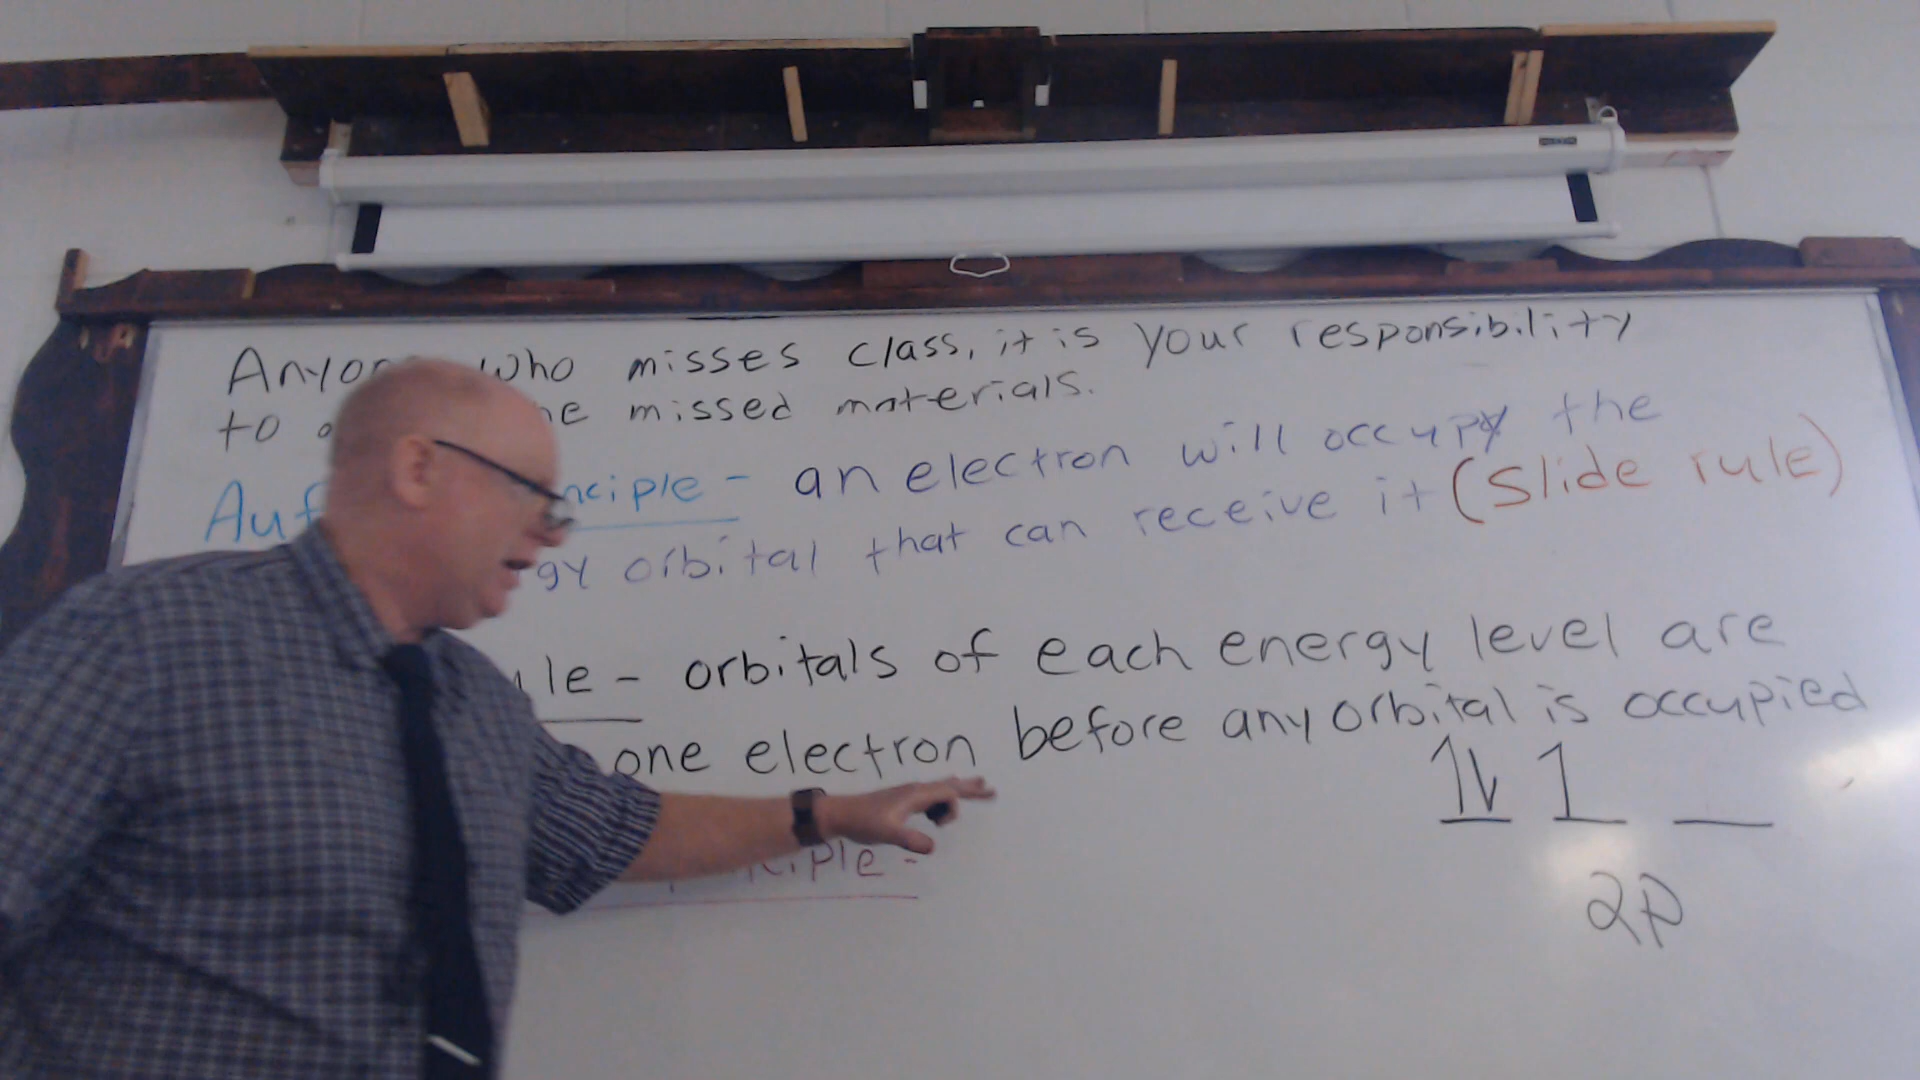 who misses class, it is your responsibility
to missed materials.
Auf nciple - an electron will occupy the
gy orbital that can receive it (Slide rule)
le - orbitals of each energy level are
one electron before any orbital is occupied
1 1
iple -
2p